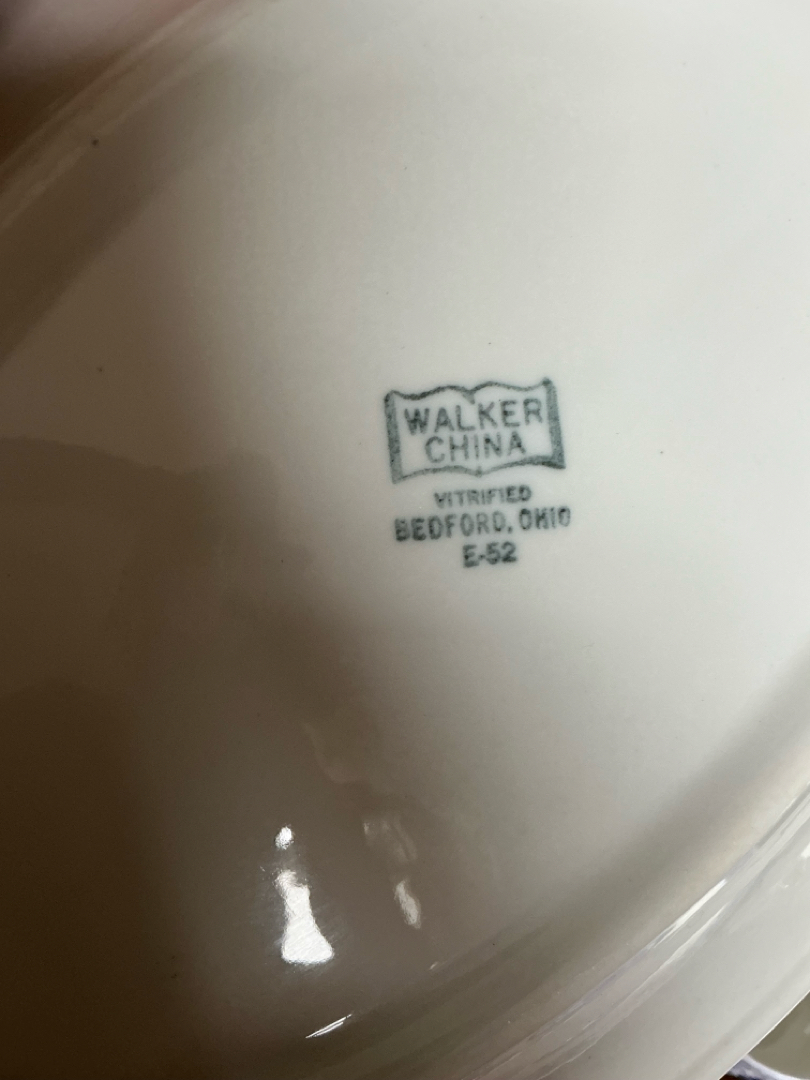 WALKER
CHINA
VITRIFIED
BEDFORD, OHIO
E-52